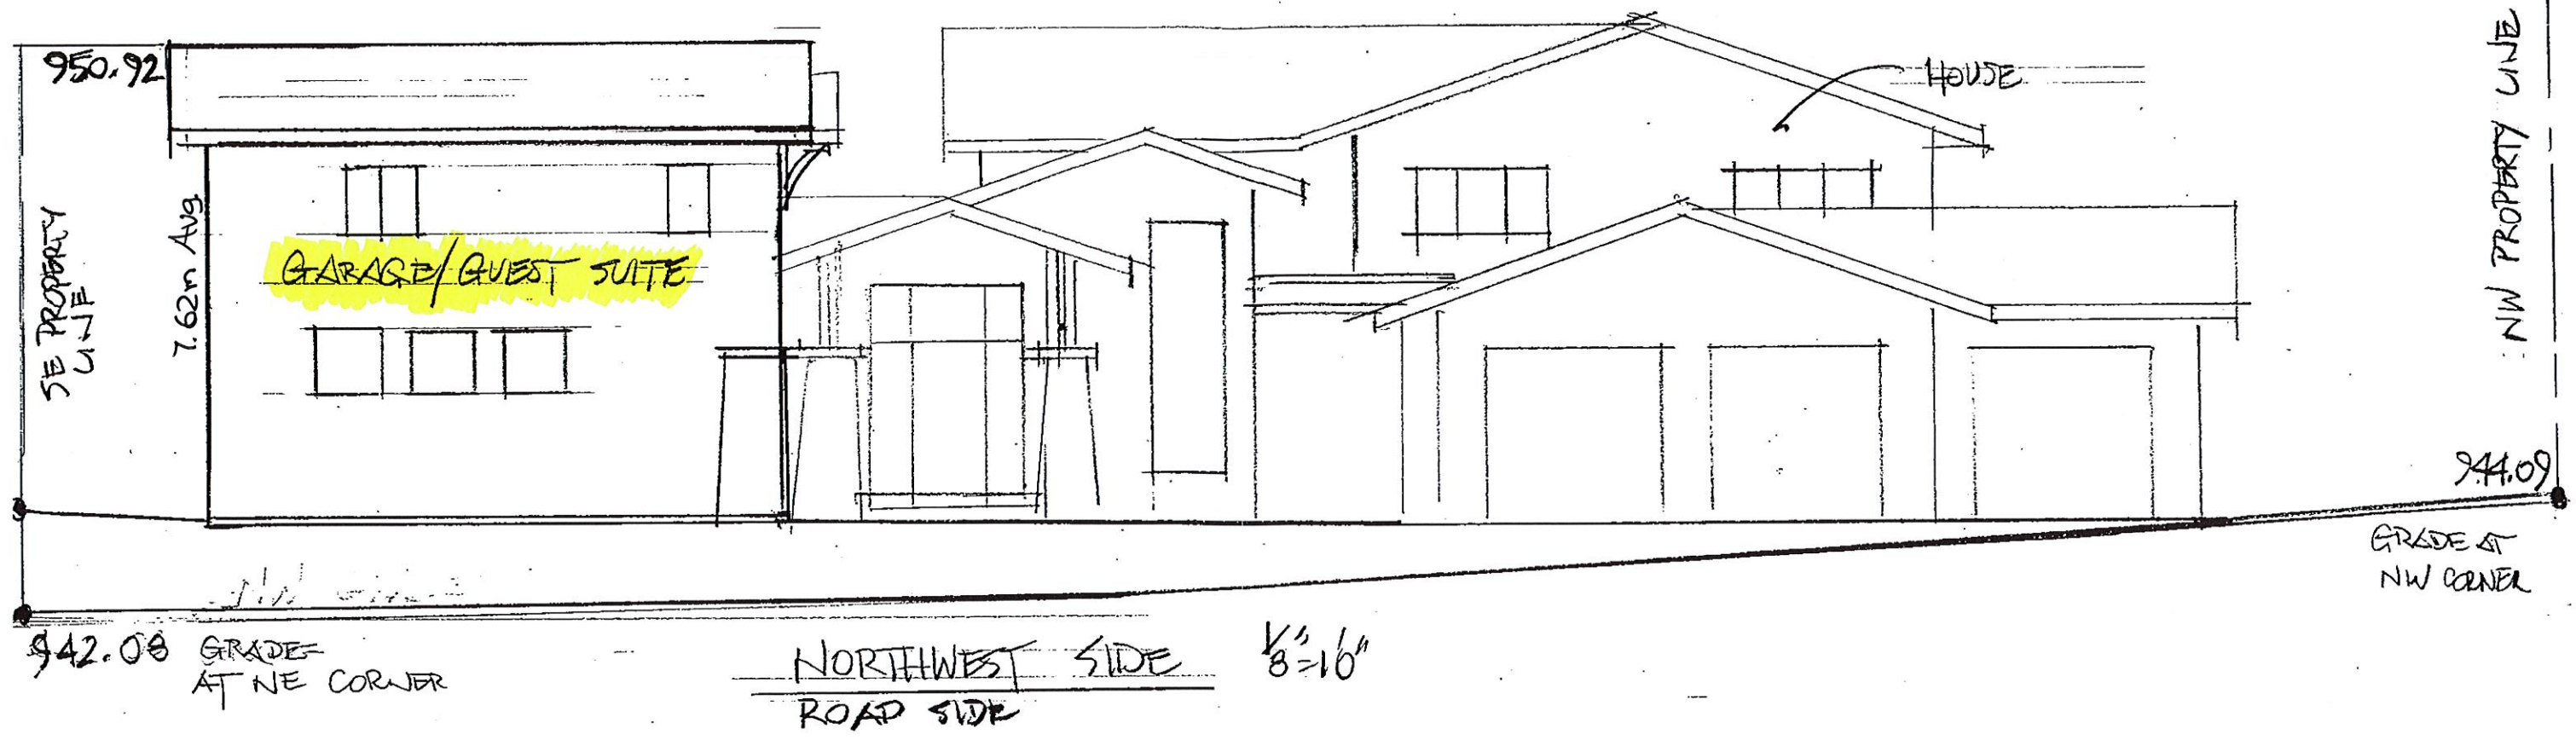 950.92
SE PROPERTY
LINE
7.62m Avg.
GARAGE/GUEST SUITE
HOUSE
NW PROPERTY LINE
944.09
GRADE AT
NW CORNER
942.08 GRADE
AT NE CORNER
NORTHWEST SIDE 1/8"=1'0"
ROAD SIDE